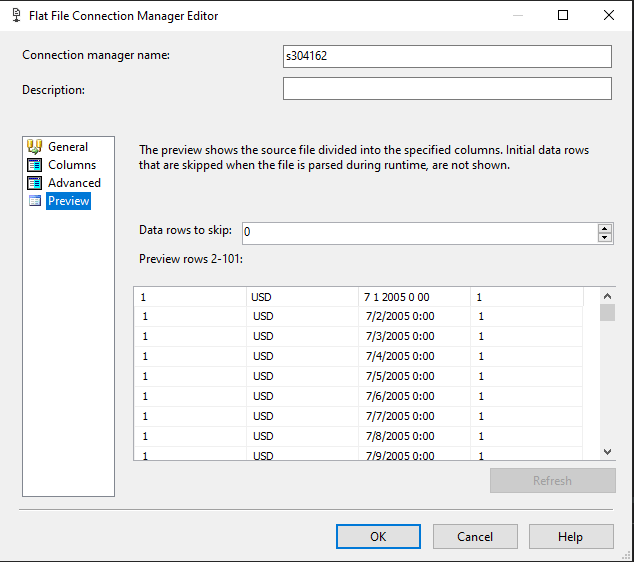 Flat File Connection Manager Editor
Connection manager name: s304162
Description:
General
Columns
Advanced
Preview
The preview shows the source file divided into the specified columns. Initial data rows
that are skipped when the file is parsed during runtime, are not shown.
Data rows to skip: 0
Preview rows 2-101:
1 USD 7 1 2005 0 00 1
1 USD 7/2/2005 0:00 1
1 USD 7/3/2005 0:00 1
1 USD 7/4/2005 0:00 1
1 USD 7/5/2005 0:00 1
1 USD 7/6/2005 0:00 1
1 USD 7/7/2005 0:00 1
1 USD 7/8/2005 0:00 1
1 USD 7/9/2005 0:00 1
Refresh
OK Cancel Help